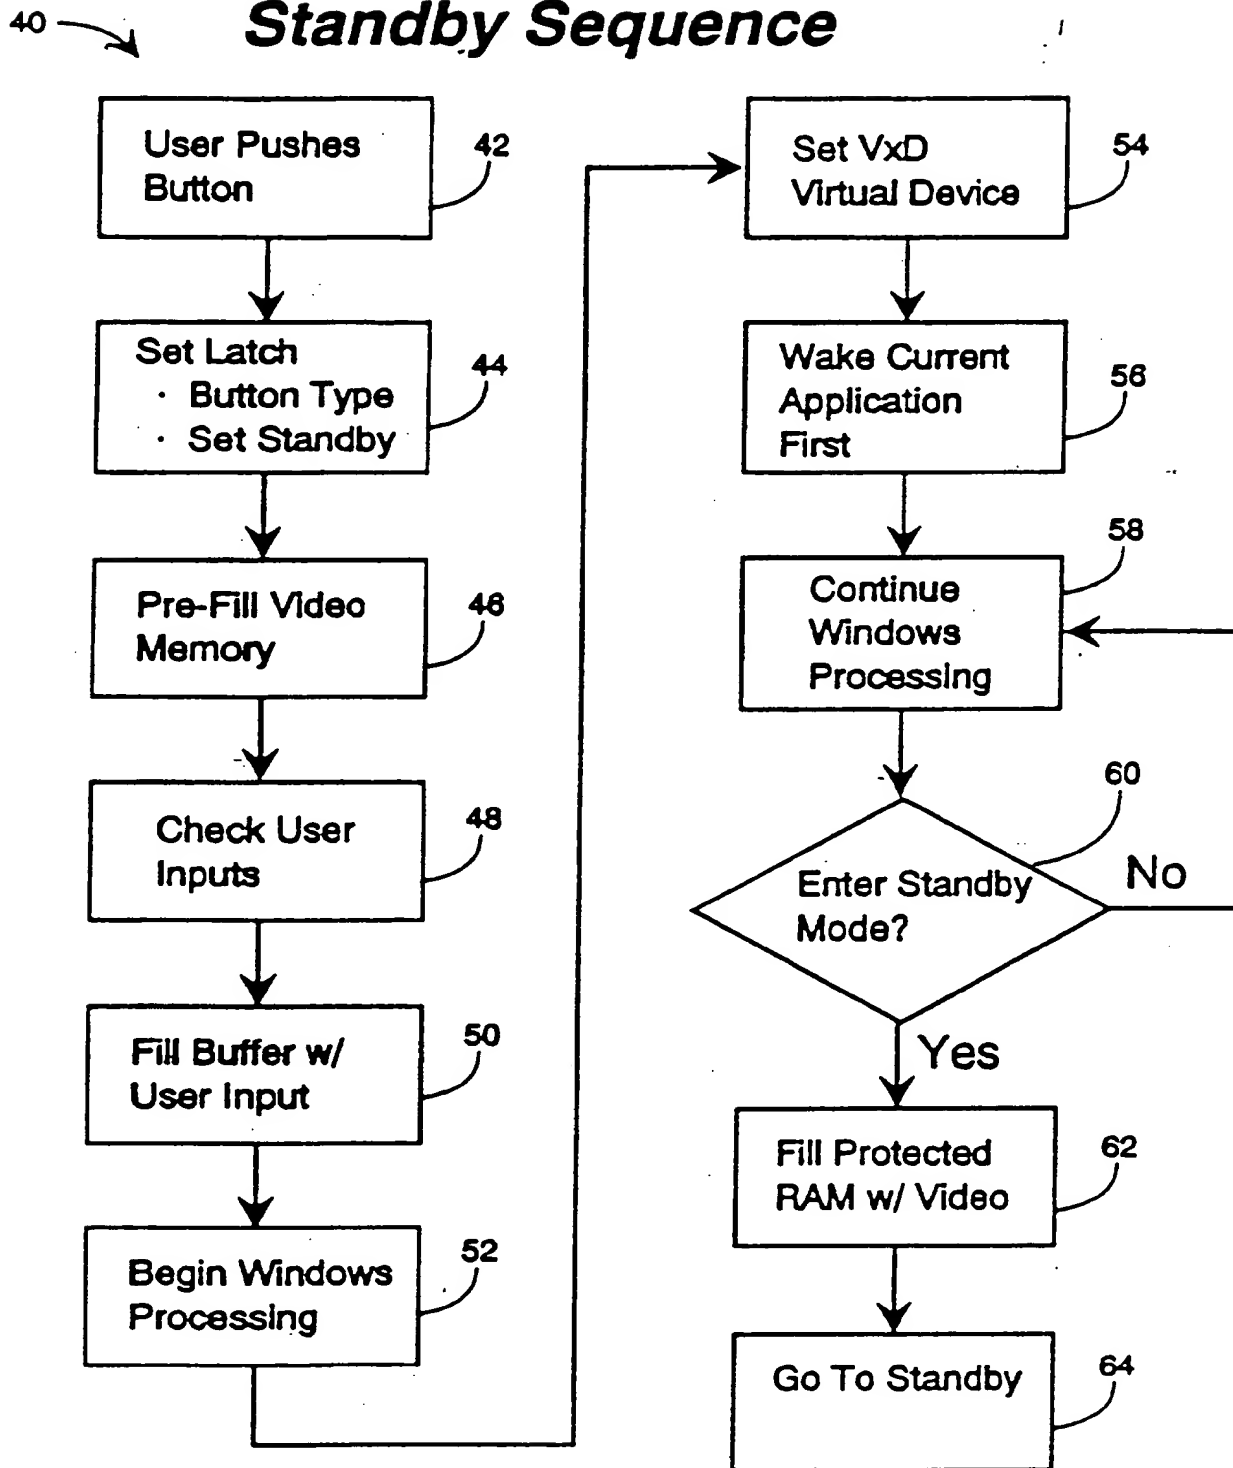 40
Standby Sequence
User Pushes
Button
42
Set Latch
· Button Type
· Set Standby
44
Pre-Fill Video
Memory
46
Check User
Inputs
48
Fill Buffer w/
User Input
50
Begin Windows
Processing
52
Set VxD
Virtual Device
54
Wake Current
Application
First
56
Continue
Windows
Processing
58
Enter Standby
Mode?
60
No
Yes
Fill Protected
RAM w/ Video
62
Go To Standby
64